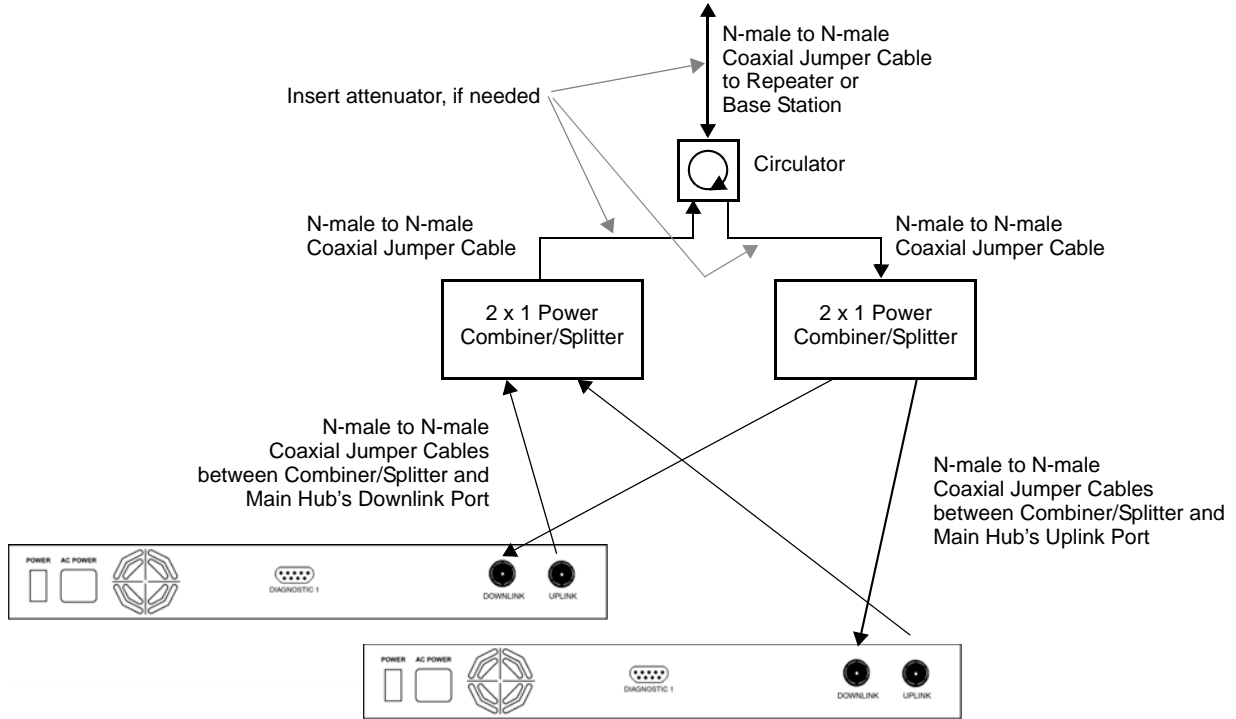 N-male to N-male
Coaxial Jumper Cable
to Repeater or
Base Station
Insert attenuator, if needed
Circulator
N-male to N-male
Coaxial Jumper Cable
N-male to N-male
Coaxial Jumper Cable
2 x 1 Power
Combiner/Splitter
2 x 1 Power
Combiner/Splitter
N-male to N-male
Coaxial Jumper Cables
between Combiner/Splitter and
Main Hub's Downlink Port
N-male to N-male
Coaxial Jumper Cables
between Combiner/Splitter and
Main Hub's Uplink Port
POWER
AC POWER
DIAGNOSTIC 1
DOWNLINK
UPLINK
POWER
AC POWER
DIAGNOSTIC 1
DOWNLINK
UPLINK